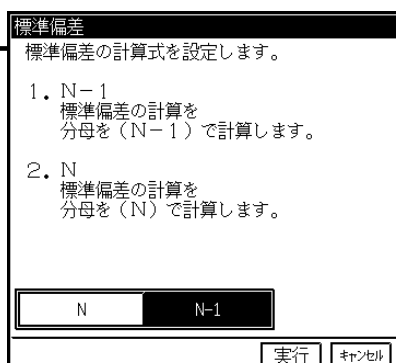 標準偏差
標準偏差の計算式を設定します。
1. N-1
標準偏差の計算を
分母を(N-1)で計算します。
2. N
標準偏差の計算を
分母を(N)で計算します。
N
N-1
実行
ｷｬﾝｾﾙ